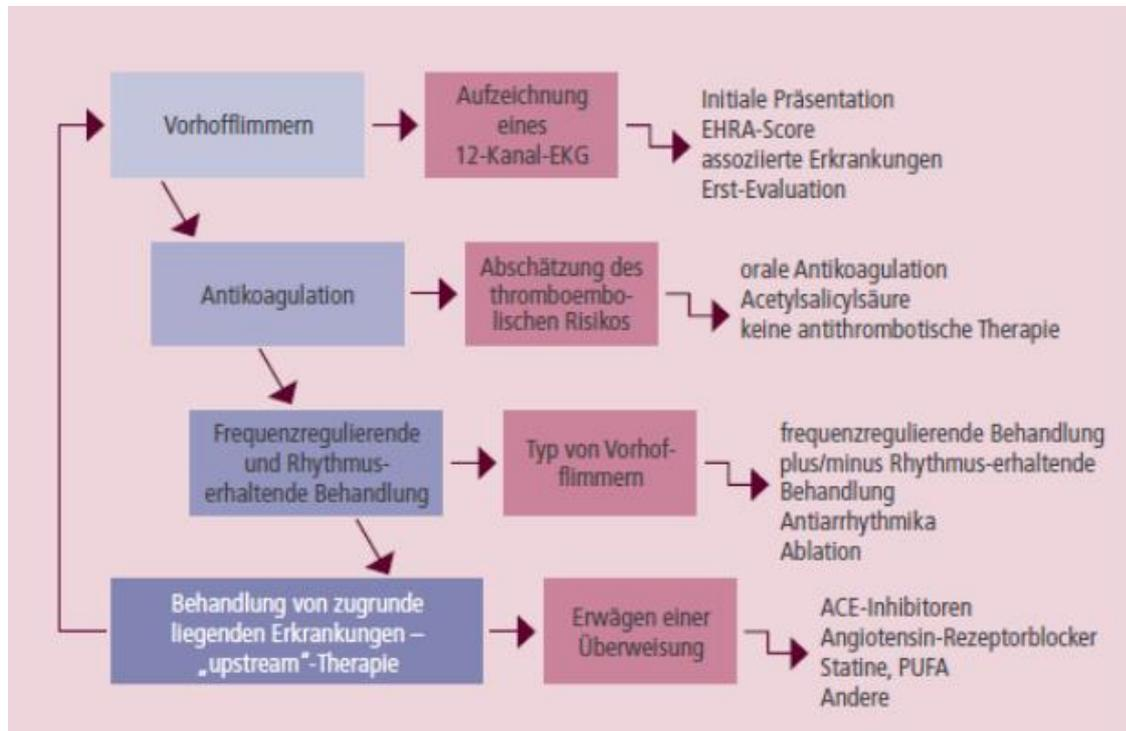 Vorhofflimmern
Aufzeichnung
eines
12-Kanal-EKG
Initiale Präsentation
EHRA-Score
assoziierte Erkrankungen
Erst-Evaluation
Antikoagulation
Abschätzung des
thromboembo-
lischen Risikos
orale Antikoagulation
Acetylsalicylsäure
keine antithrombotische Therapie
Frequenzregulierende
und Rhythmus-
erhaltende Behandlung
Typ von Vorhof-
flimmern
frequenzregulierende Behandlung
plus/minus Rhythmus-erhaltende
Behandlung
Antiarrhythmika
Ablation
Behandlung von zugrunde
liegenden Erkrankungen –
„upstream“-Therapie
Erwägen einer
Überweisung
ACE-Inhibitoren
Angiotensin-Rezeptorblocker
Statine, PUFA
Andere